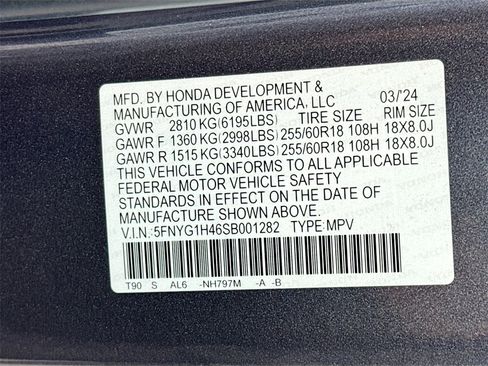 MFD. BY HONDA DEVELOPMENT &
MANUFACTURING OF AMERICA, LLC 03/'24
GVWR 2810 KG(6195LBS) TIRE SIZE RIM SIZE
GAWR F 1360 KG(2998LBS) 255/60R18 108H 18X8.0J
GAWR R 1515 KG(3340LBS) 255/60R18 108H 18X8.0J
THIS VEHICLE CONFORMS TO ALL APPLICABLE
FEDERAL MOTOR VEHICLE SAFETY
STANDARDS IN EFFECT ON THE DATE OF
MANUFACTURE SHOWN ABOVE.
V.I.N.:5FNYG1H46SB001282 TYPE:MPV
T90 S AL6 -NH797M -A -B